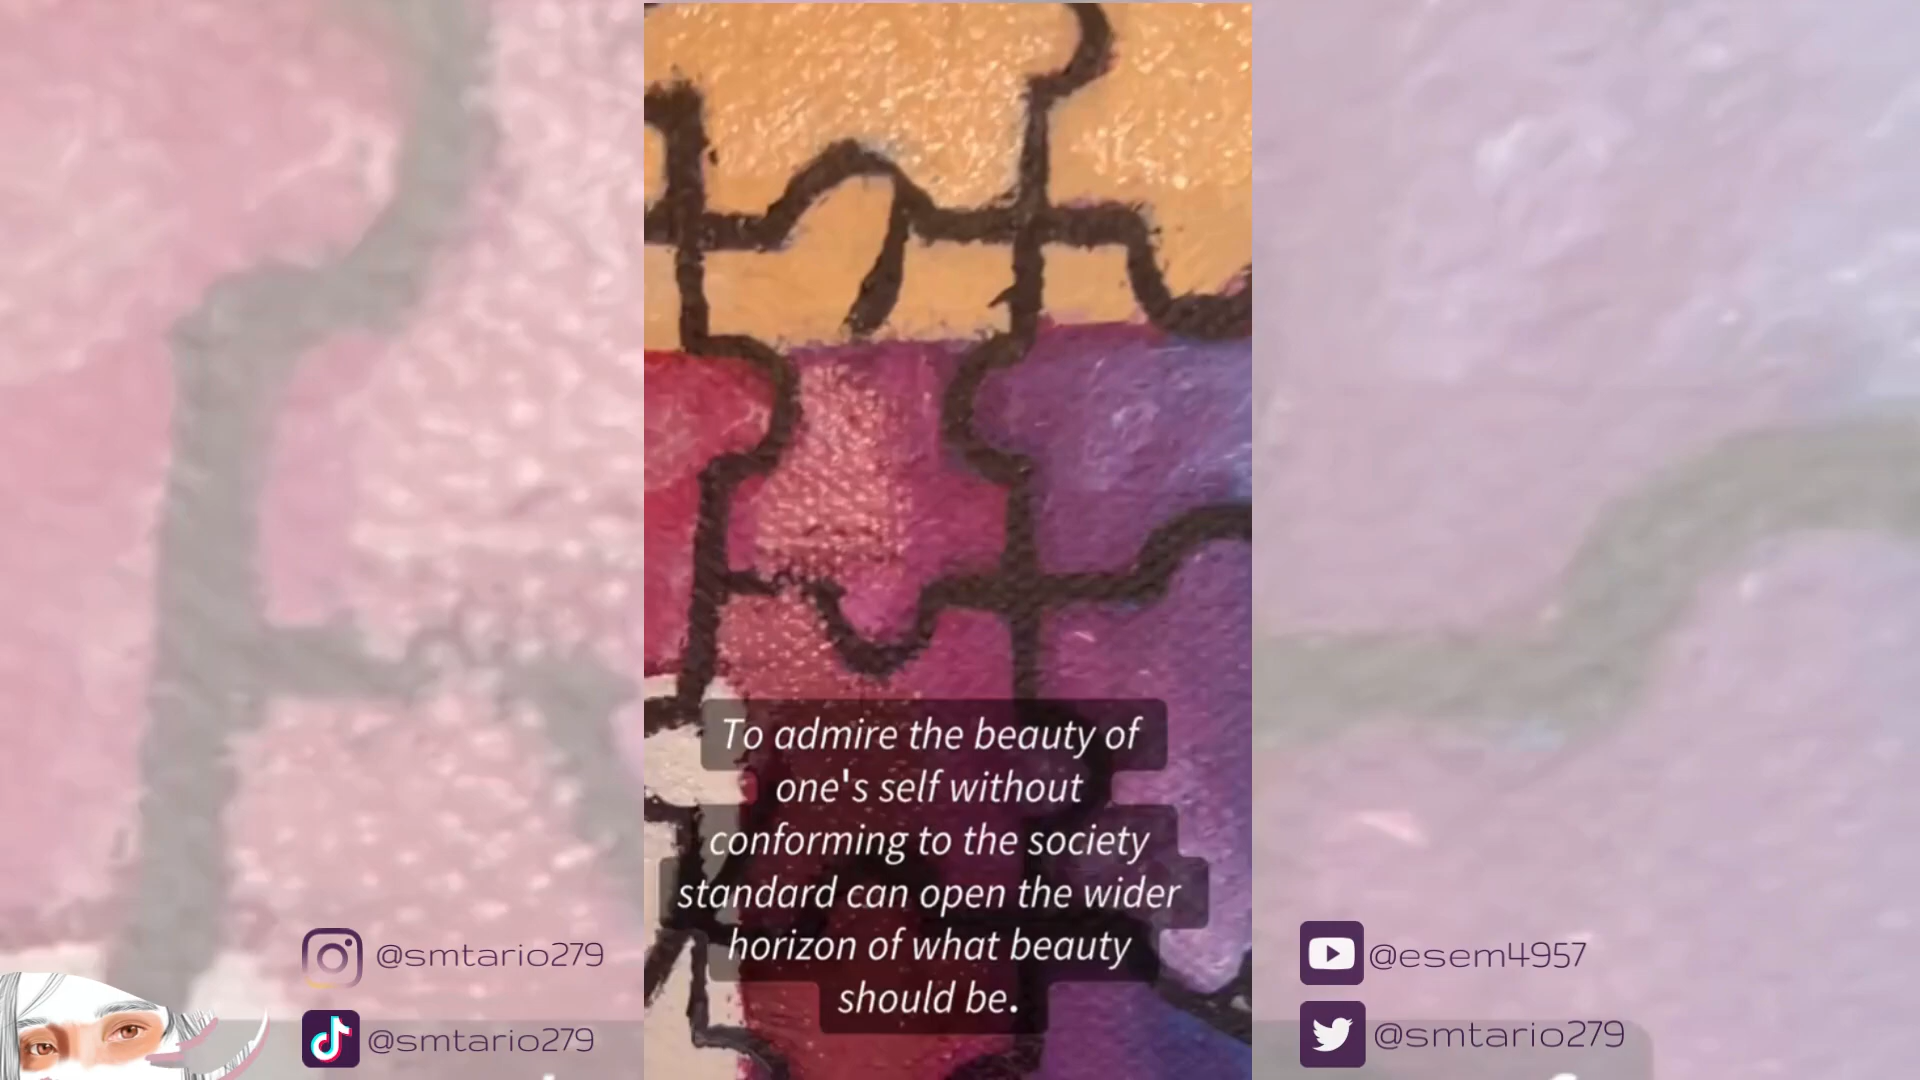 To admire the beauty of
one's self without
conforming to the society
standard can open the wider
horizon of what beauty
should be.
@smtario279
@smtario279
@esem4957
@smtario279